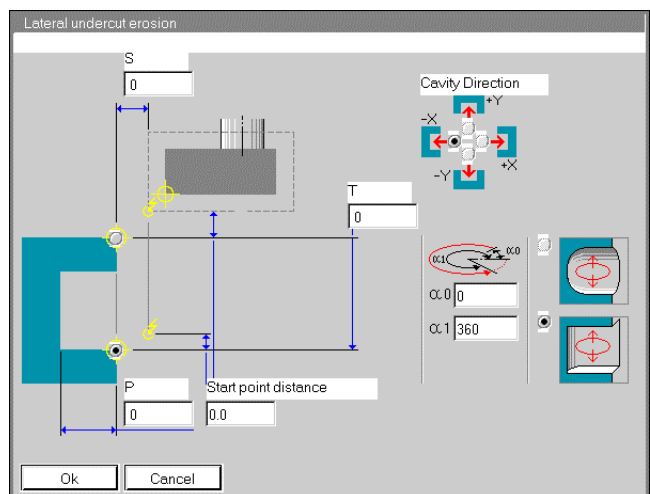 Lateral undercut erosion
S
0
Cavity Direction
+Y
-X
+X
-Y
T
0
α1
α0
α0 0
α1 360
P
Start point distance
0
0.0
Ok
Cancel